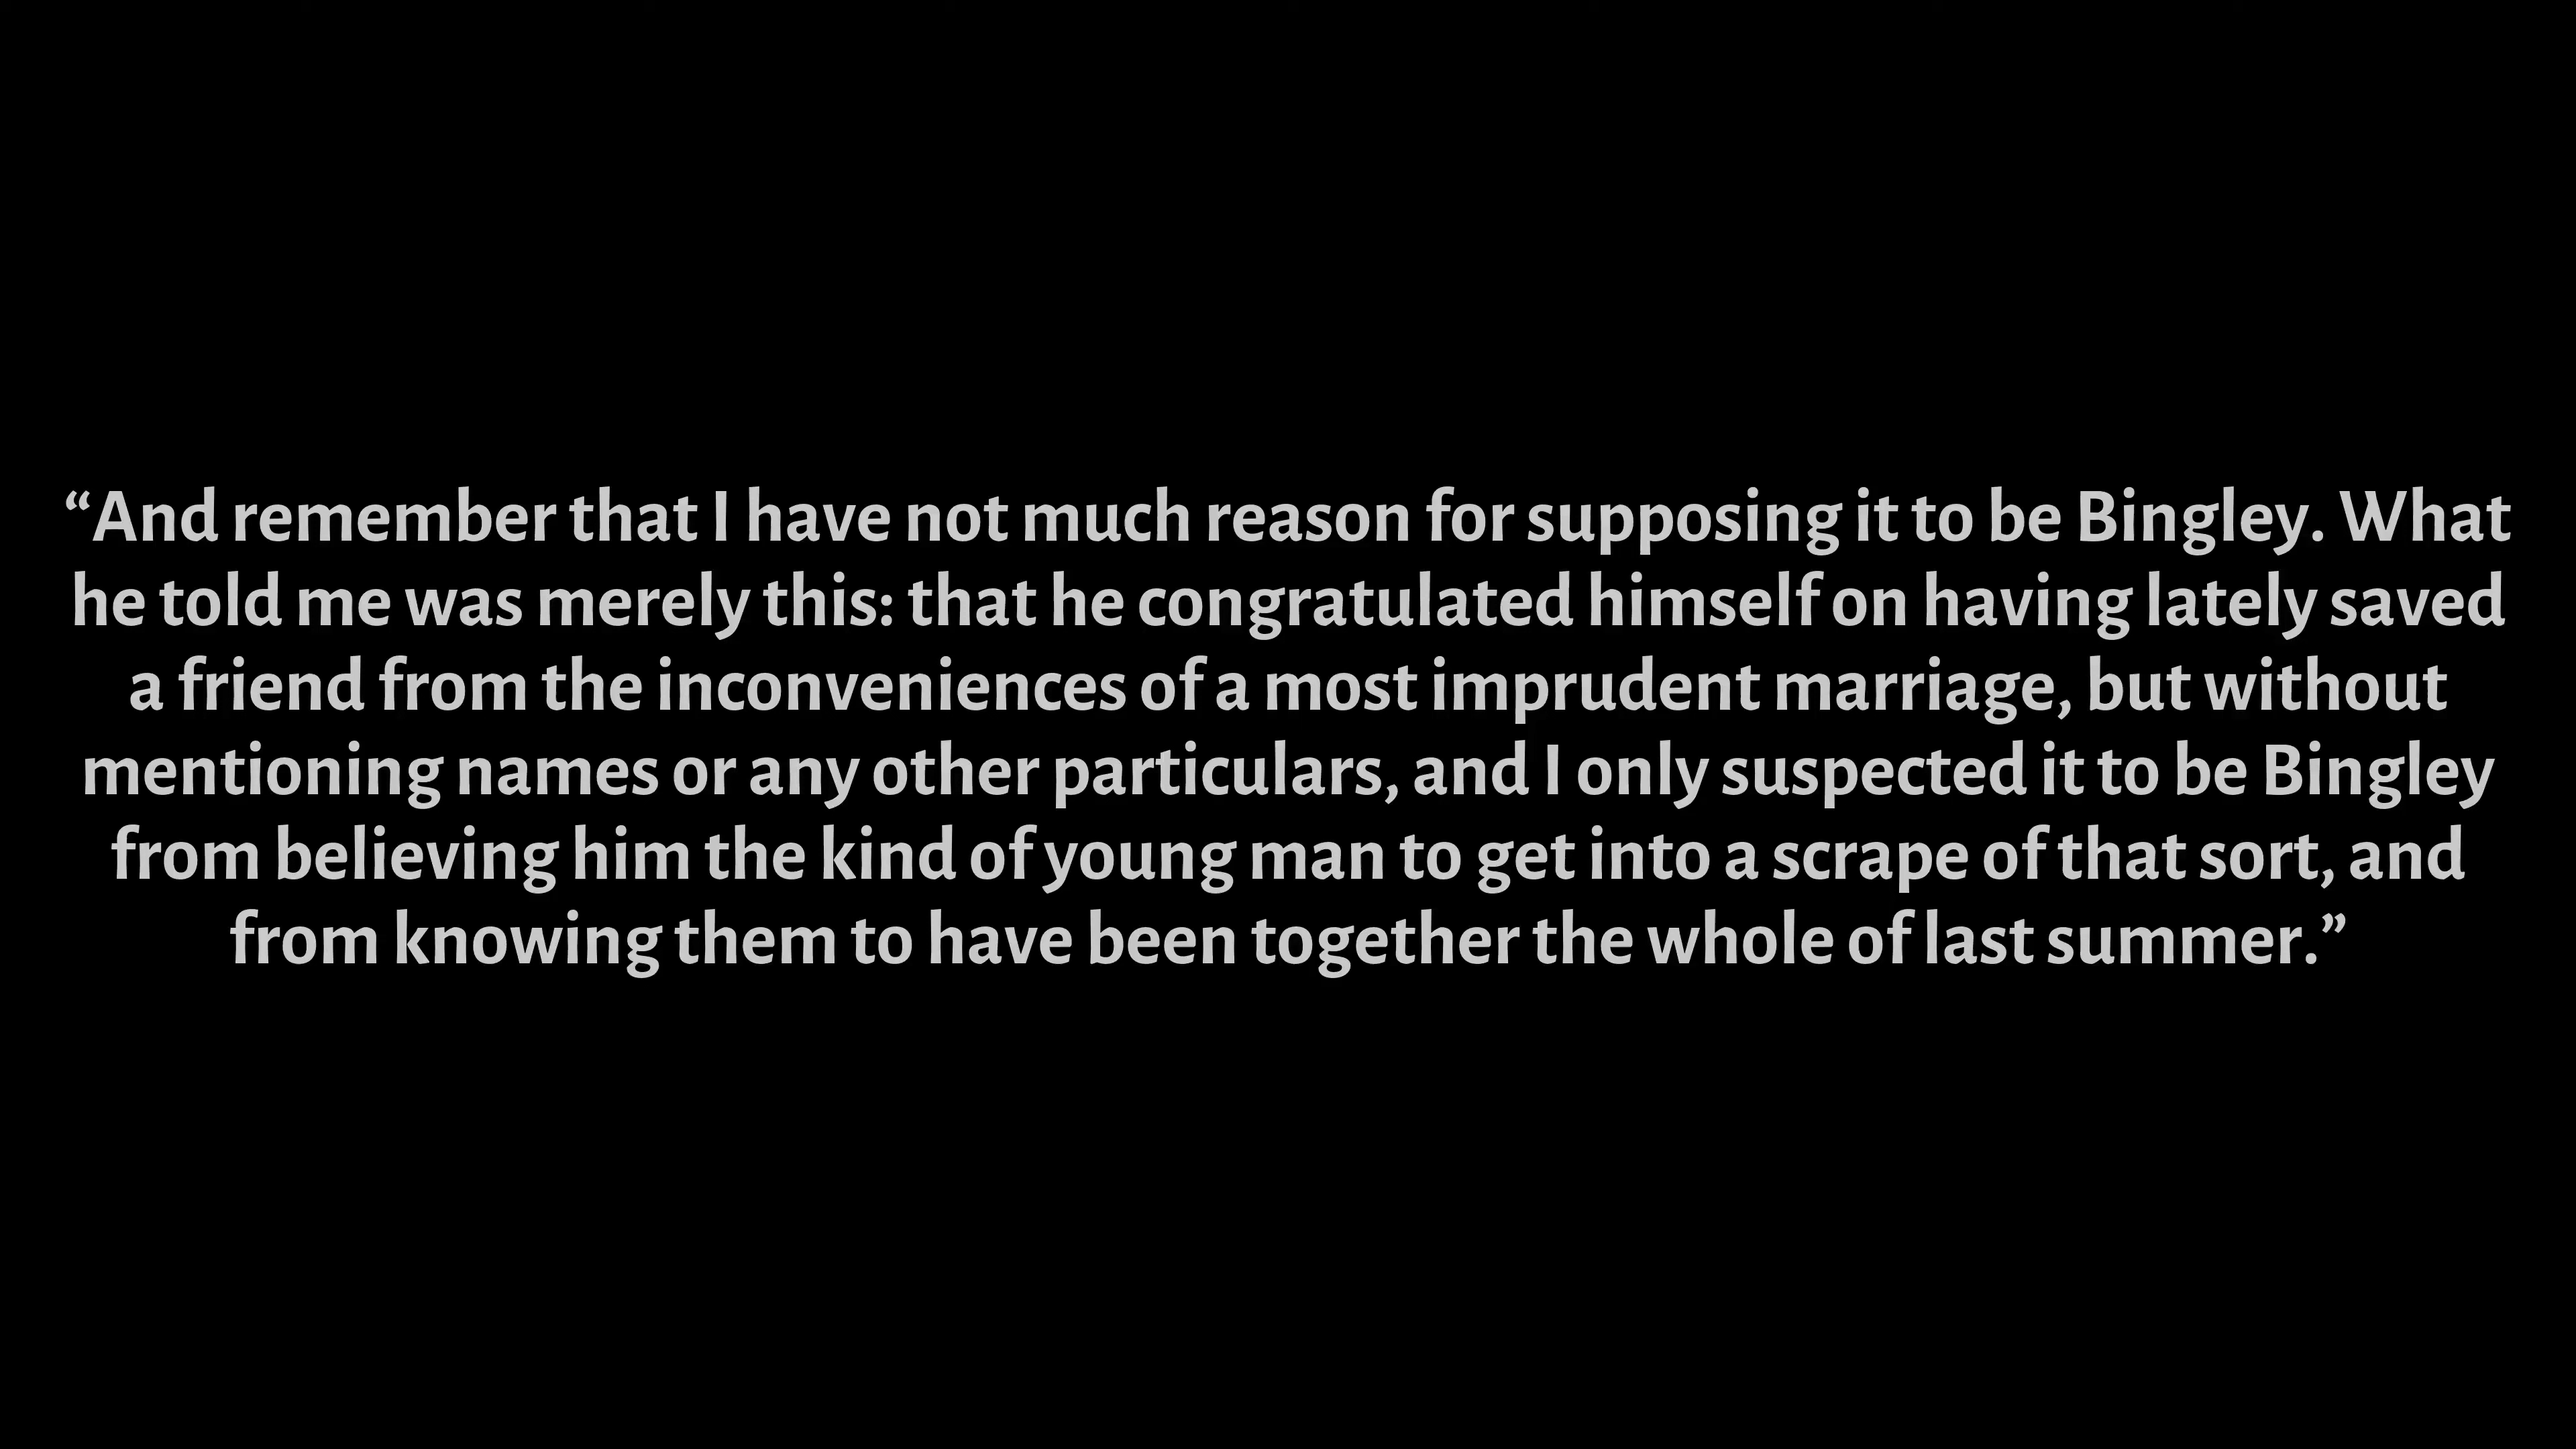 “And remember that I have not much reason for supposing it to be Bingley. What
he told me was merely this: that he congratulated himself on having lately saved
a friend from the inconveniences of a most imprudent marriage, but without
mentioning names or any other particulars, and I only suspected it to be Bingley
from believing him the kind of young man to get into a scrape of that sort, and
from knowing them to have been together the whole of last summer.”